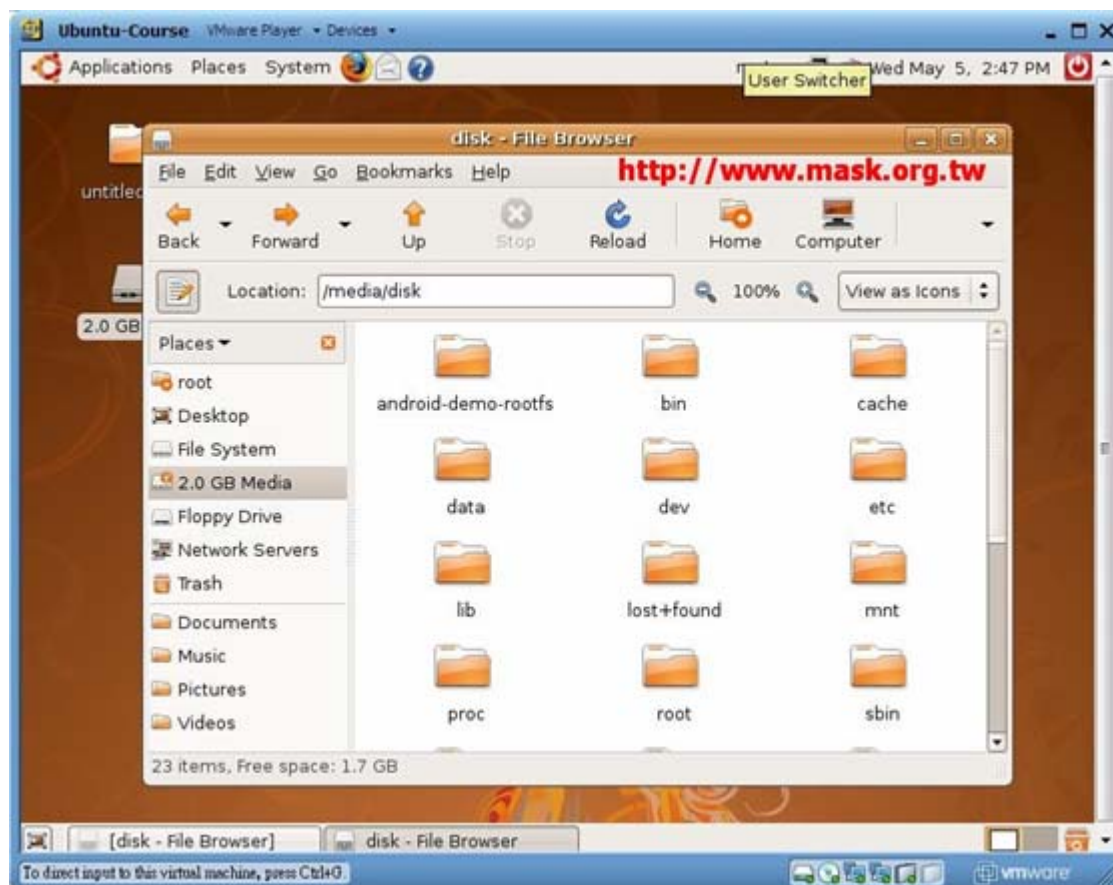 Ubuntu-Course VMware Player Devices
Applications Places System Wed May 5, 2:47 PM
User Switcher
disk - File Browser
File Edit View Go Bookmarks Help
http://www.mask.org.tw
untitled
Back Forward Up Stop Reload Home Computer
Location: /media/disk 100% View as Icons
2.0 GB
Places
root
Desktop
File System
2.0 GB Media
Floppy Drive
Network Servers
Trash
Documents
Music
Pictures
Videos
android-demo-rootfs bin cache
data dev etc
lib lost+found mnt
proc root sbin
23 items, Free space: 1.7 GB
[disk - File Browser] disk - File Browser
To direct input to this virtual machine, press Ctrl+G.
vmware